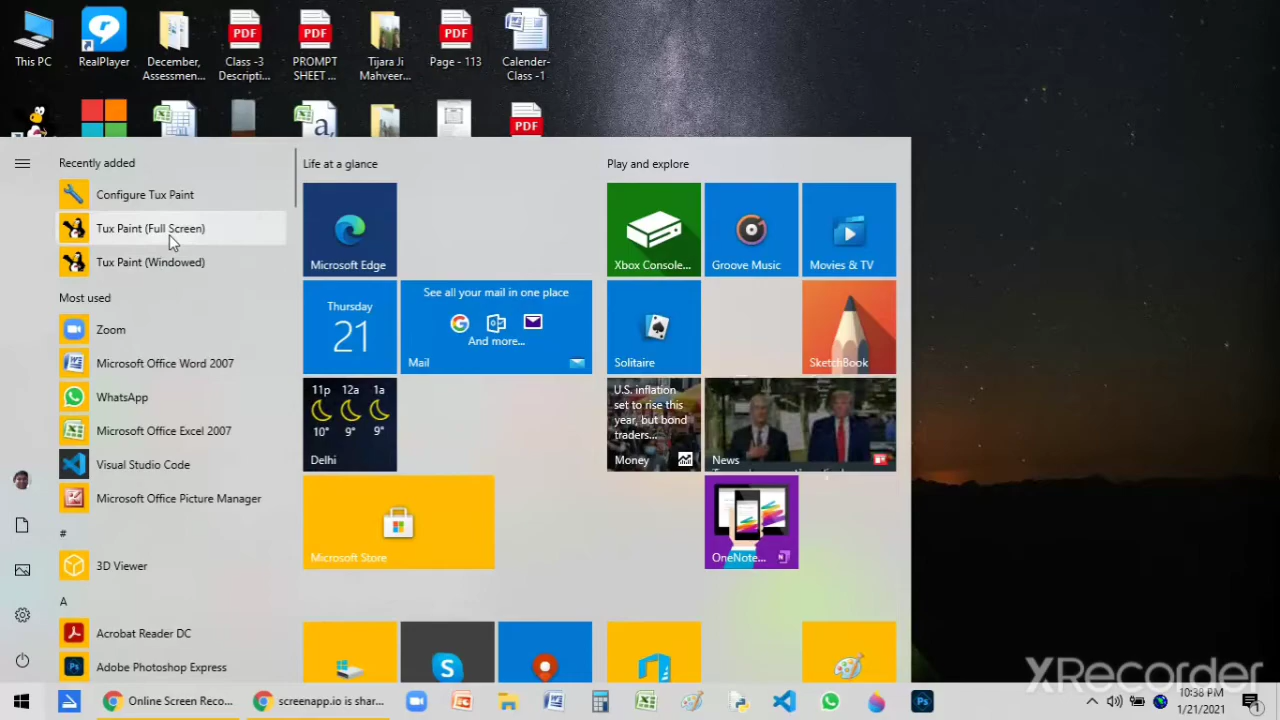 This PC
RealPlayer
December,
Assessmen...
Class -3
Descripti...
PROMPT
SHEET ...
Tijara Ji
Mahveer...
Page - 113
Calender-
Class -1
PDF
PDF
PDF
PDF
a,
Recently added
Configure Tux Paint
Tux Paint (Full Screen)
Tux Paint (Windowed)
Most used
Zoom
Microsoft Office Word 2007
WhatsApp
Microsoft Office Excel 2007
Visual Studio Code
Microsoft Office Picture Manager
#
3D Viewer
A
Acrobat Reader DC
Adobe Photoshop Express
Life at a glance
Microsoft Edge
Thursday
21
See all your mail in one place
And more...
Mail
11p 12a 1a
10° 9° 9°
Delhi
Microsoft Store
Play and explore
Xbox Console...
Groove Music
Movies & TV
Solitaire
SketchBook
U.S. inflation
set to rise this
year, but bond
traders...
Money
News
OneNote...
XRecorder
Online Screen Reco...
screenapp.io is shar...
10:38 PM
1/21/2021